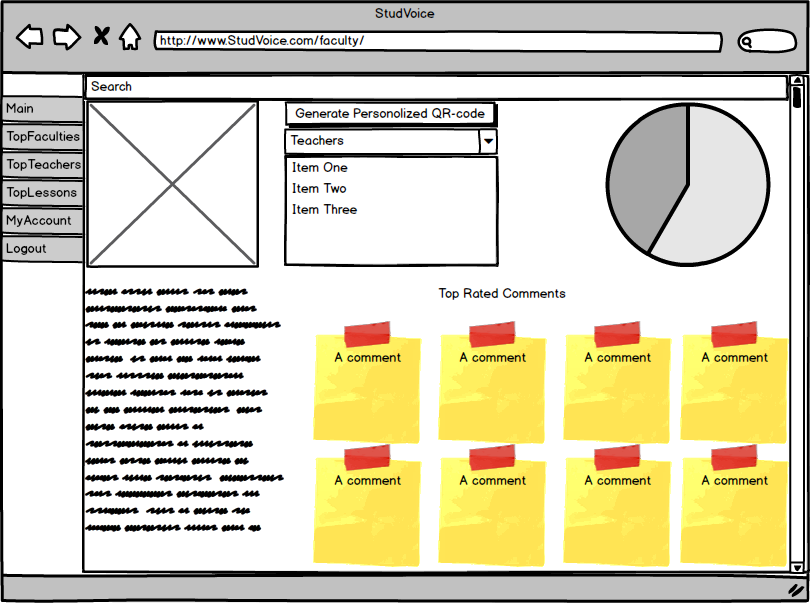 StudVoice
http://www.StudVoice.com/faculty/
Search
Main
TopFaculties
TopTeachers
TopLessons
MyAccount
Logout
Generate Personolized QR-code
Teachers
Item One
Item Two
Item Three
Top Rated Comments
A comment
A comment
A comment
A comment
A comment
A comment
A comment
A comment